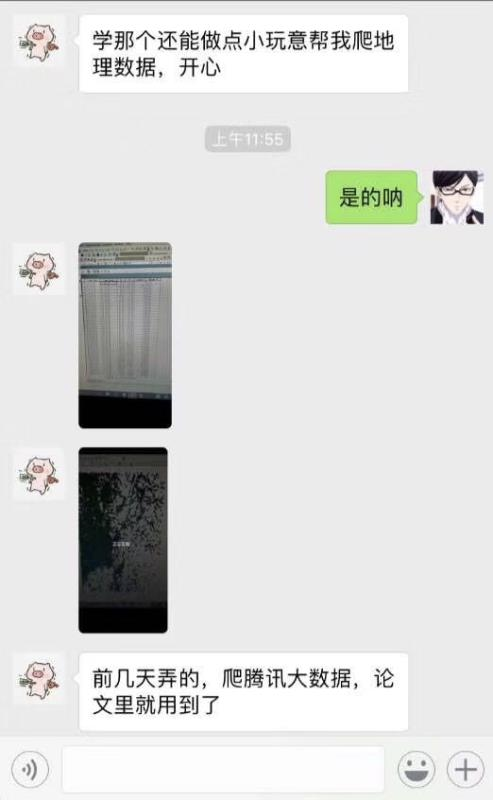 学那个还能做点小玩意帮我爬地
理数据，开心
上午11:55
是的呐
前几天弄的，爬腾讯大数据，论
文里就用到了